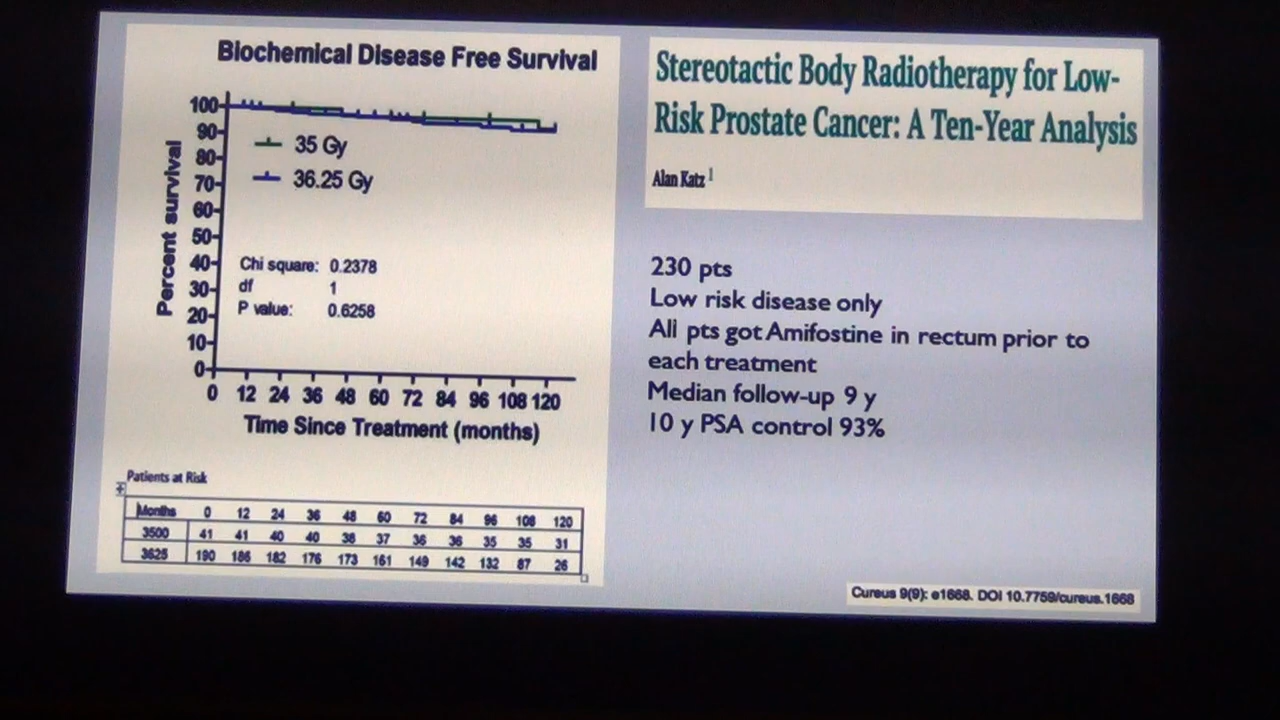 Biochemical Disease Free Survival
Percent survival
100
90
80
70
60
50
40
30
20
10
0
35 Gy
36.25 Gy
Chi square: 0.2378
df 1
P value: 0.6258
0 12 24 36 48 60 72 84 96 108 120
Time Since Treatment (months)
Patients at Risk
Months 0 12 24 36 48 60 72 84 96 108 120
3500 41 41 40 40 38 37 36 36 35 35 31
3625 190 186 182 176 173 161 149 142 132 87 26
Stereotactic Body Radiotherapy for Low-
Risk Prostate Cancer: A Ten-Year Analysis
Alan Katz 1
230 pts
Low risk disease only
All pts got Amifostine in rectum prior to
each treatment
Median follow-up 9 y
10 y PSA control 93%
Cureus 9(9): e1668. DOI 10.7759/cureus.1668